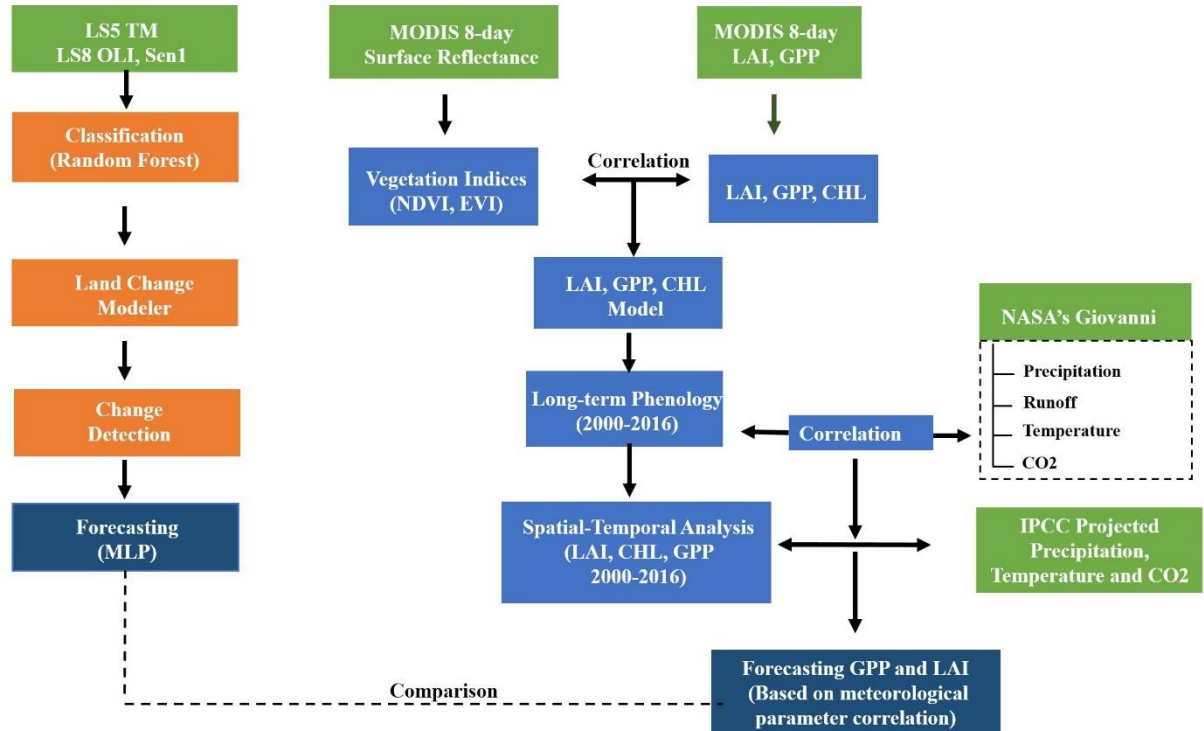 LS5 TM
LS8 OLI, Sen1
MODIS 8-day
Surface Reflectance
MODIS 8-day
LAI, GPP
Classification
(Random Forest)
Correlation
Vegetation Indices
(NDVI, EVI)
LAI, GPP, CHL
Land Change
Modeler
LAI, GPP, CHL
Model
NASA's Giovanni
Precipitation
Runoff
Temperature
CO2
Change
Detection
Long-term Phenology
(2000-2016)
Correlation
Forecasting
(MLP)
Spatial-Temporal Analysis
(LAI, CHL, GPP
2000-2016)
IPCC Projected
Precipitation,
Temperature and CO2
Comparison
Forecasting GPP and LAI
(Based on meteorological
parameter correlation)